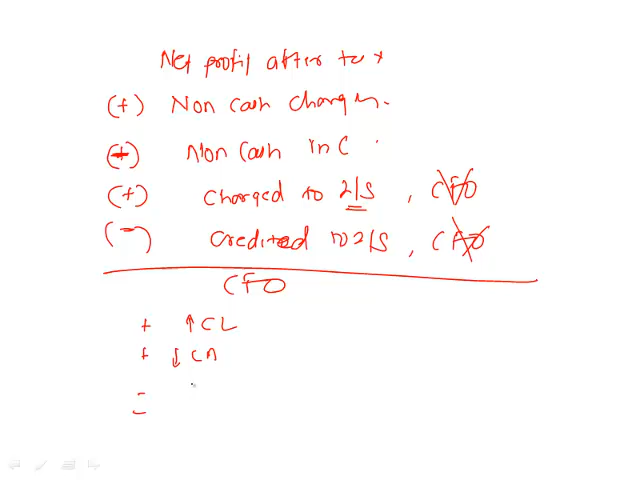 Net profit after tax
(+) Non cash charges.
(+) Non Cash inc
(+) Charged to I/S, CFO
(-) Credited to I/S, CFO
CFO
+ ↑ CL
+ ↓ CA
=